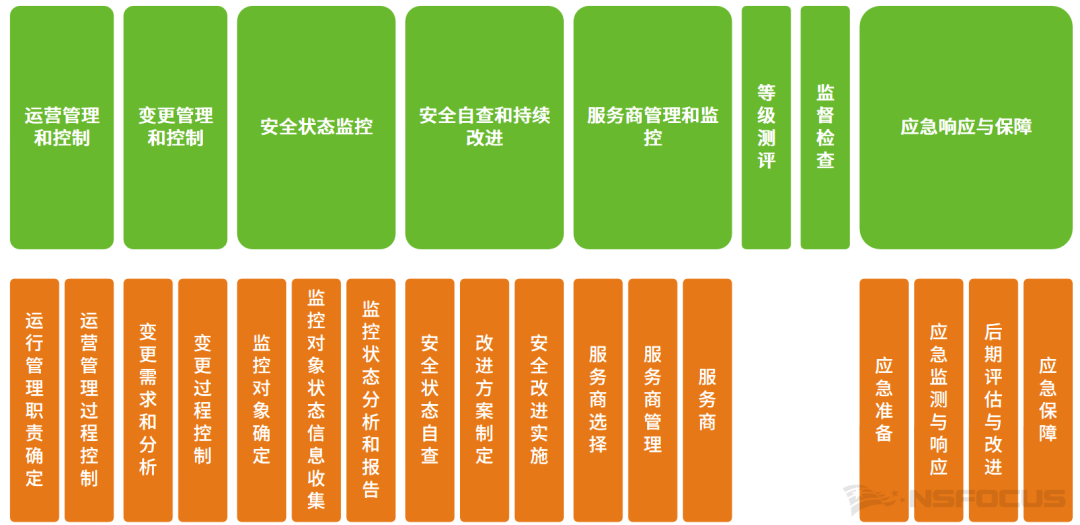 运营管理
和控制
变更管理
和控制
安全状态监控
安全自查和持续
改进
服务商管理和监
控
等级测评
监督检查
应急响应与保障
运行管理职责确定
运营管理过程控制
变更需求和分析
变更过程控制
监控对象确定
监控对象状态信息收集
监控状态分析和报告
安全状态自查
改进方案制定
安全改进实施
服务商选择
服务商管理
服务商
应急准备
应急监测与响应
后期评估与改进
应急保障
NSFOCUS